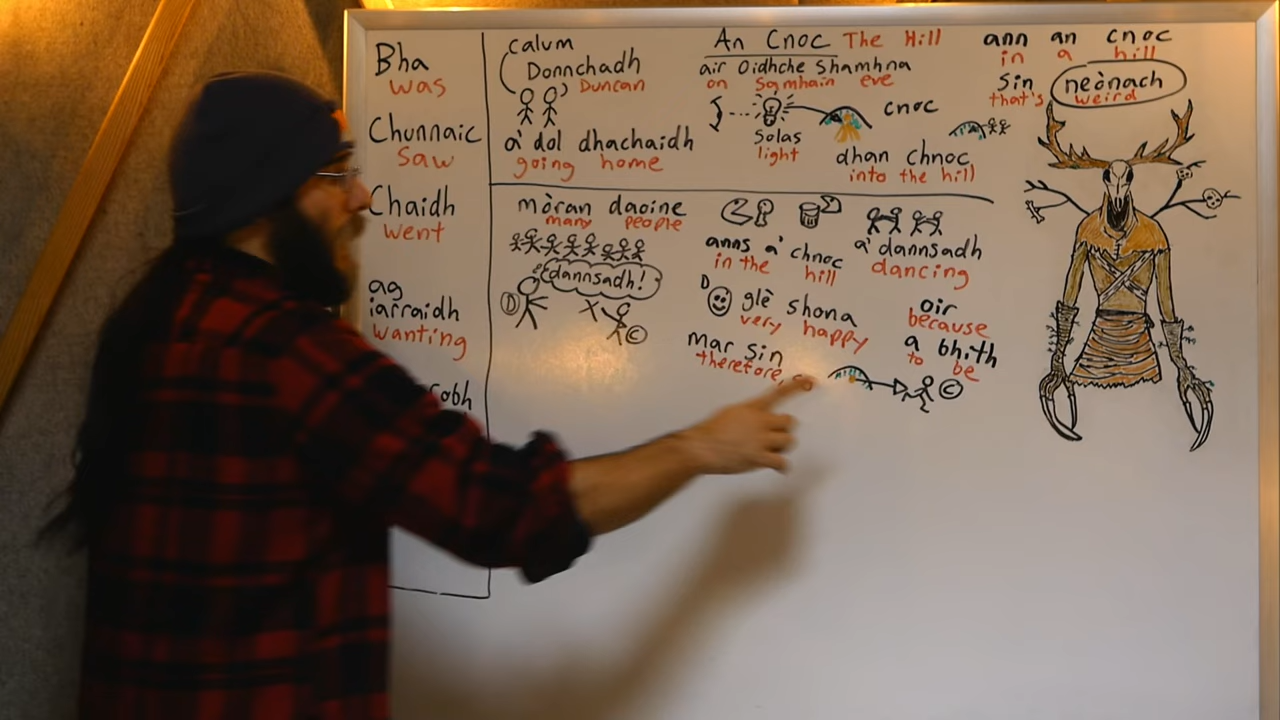 Bha
was
Chunnaic
Saw
Chaidh
went
ag
iarraidh
wanting
calum
Donnchadh
Duncan
a' dol dhachaidh
going home
An Cnoc The Hill
air Oidhche Shamhna
on Samhain eve
cnoc
Solas
light
dhan chnoc
into the hill
ann an cnoc
in a hill
Sin neònach
that's weird
mòran daoine
many people
dannsadh!
D
©
anns a' chnoc
in the hill
a' dannsadh
dancing
D
glè shona
very happy
oir
because
mar sin
therefore,
a bhith
to be
©